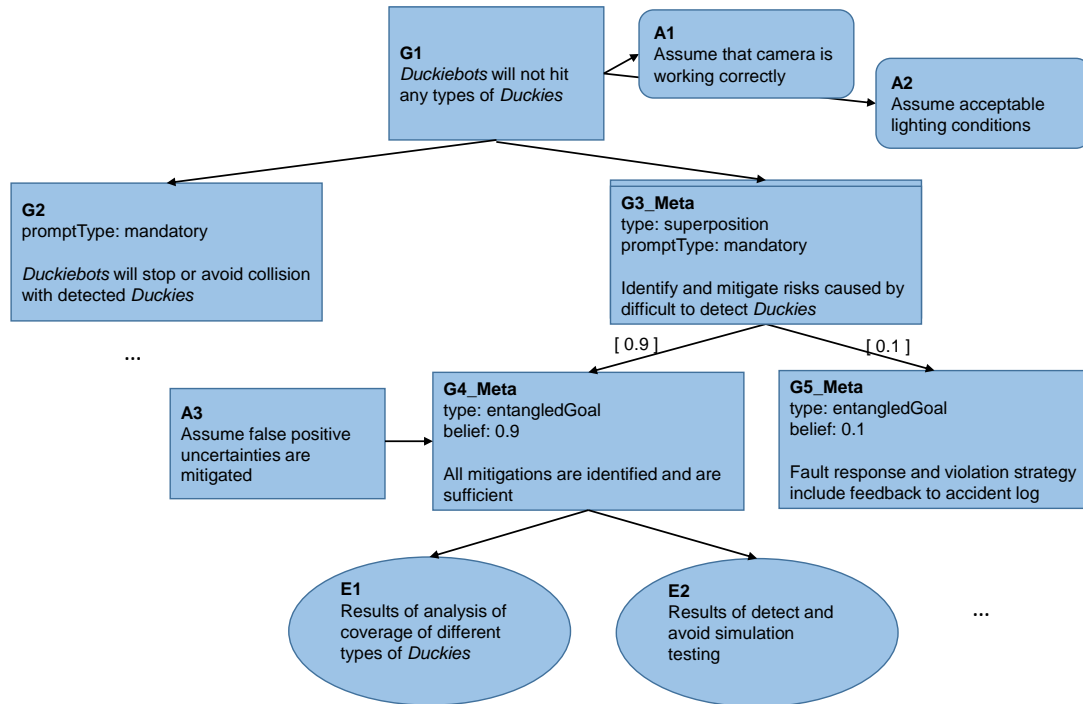 G1
Duckiebots will not hit
any types of Duckies
A1
Assume that camera is
working correctly
A2
Assume acceptable
lighting conditions
G2
promptType: mandatory
Duckiebots will stop or avoid collision
with detected Duckies
...
G3_Meta
type: superposition
promptType: mandatory
Identify and mitigate risks caused by
difficult to detect Duckies
[ 0.9 ]
[ 0.1 ]
A3
Assume false positive
uncertainties are
mitigated
G4_Meta
type: entangledGoal
belief: 0.9
All mitigations are identified and are
sufficient
G5_Meta
type: entangledGoal
belief: 0.1
Fault response and violation strategy
include feedback to accident log
E1
Results of analysis of
coverage of different
types of Duckies
E2
Results of detect and
avoid simulation
testing
...